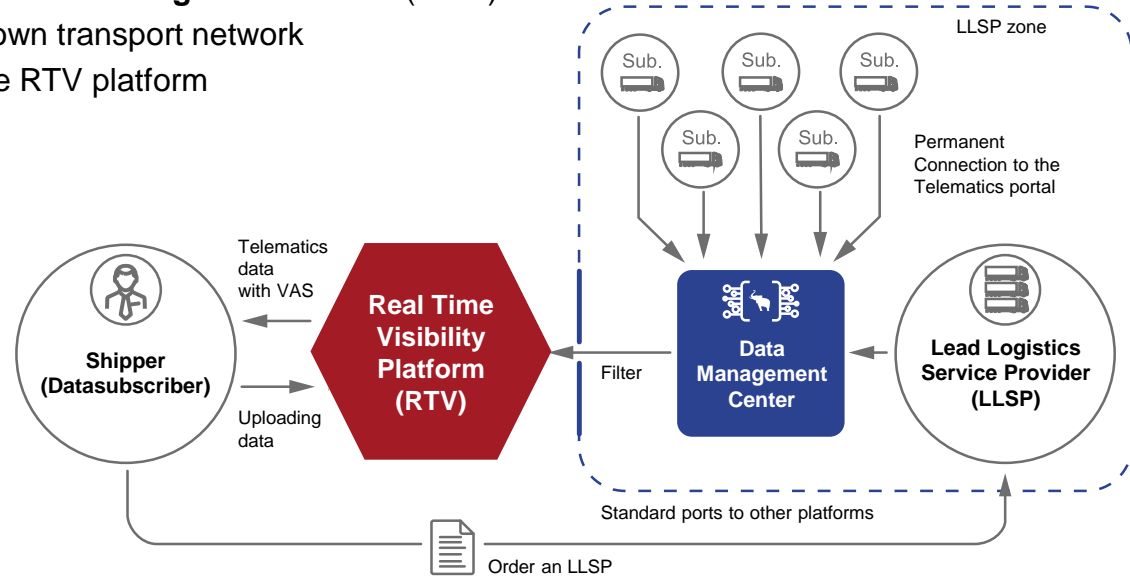 own transport network
e RTV platform
LLSP zone
Sub.
Sub.
Sub.
Sub.
Sub.
Permanent
Connection to the
Telematics portal
Telematics
data
with VAS
Shipper
(Datasubscriber)
Uploading
data
Real Time
Visibility
Platform
(RTV)
Filter
Data
Management
Center
Lead Logistics
Service Provider
(LLSP)
Standard ports to other platforms
Order an LLSP